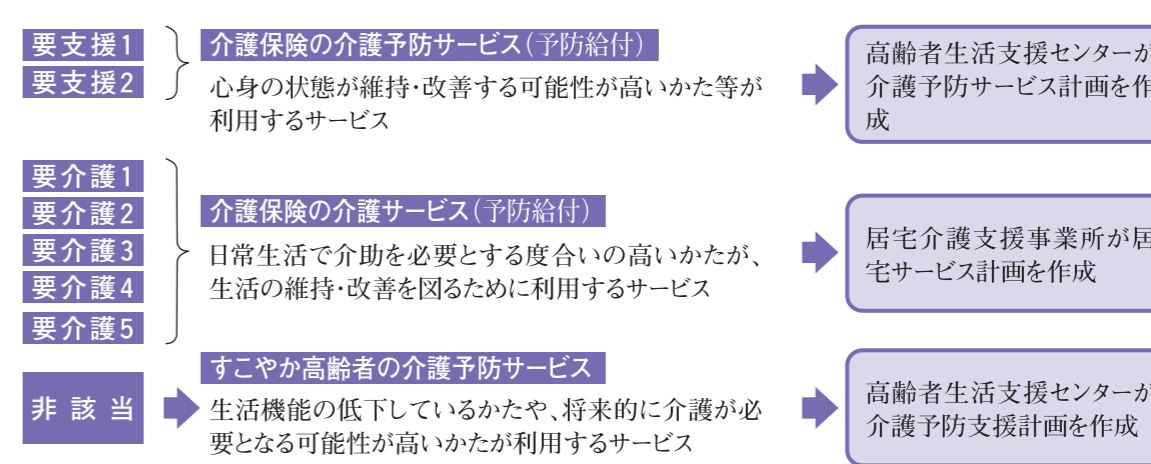 要支援1
要支援2
介護保険の介護予防サービス(予防給付)
心身の状態が維持・改善する可能性が高いかた等が
利用するサービス
高齢者生活支援センターが
介護予防サービス計画を作
成
要介護1
要介護2
要介護3
要介護4
要介護5
介護保険の介護サービス(予防給付)
日常生活で介助を必要とする度合いの高いかたが、
生活の維持・改善を図るために利用するサービス
居宅介護支援事業所が居
宅サービス計画を作成
非該当
すこやか高齢者の介護予防サービス
生活機能の低下しているかたや、将来的に介護が必
要となる可能性が高いかたが利用するサービス
高齢者生活支援センターが
介護予防支援計画を作成